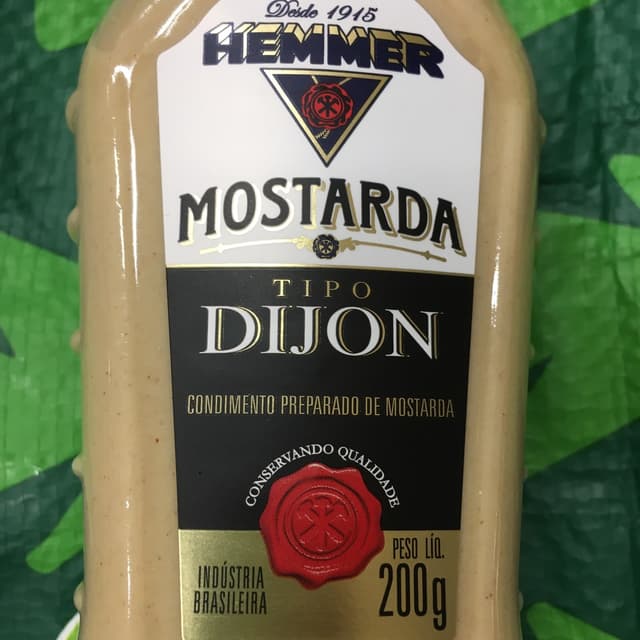 Desde 1915
HEMMER
MOSTARDA
TIPO
DIJON
CONDIMENTO PREPARADO DE MOSTARDA
CONSERVANDO QUALIDADE
INDÚSTRIA
BRASILEIRA
PESO LÍQ.
200g